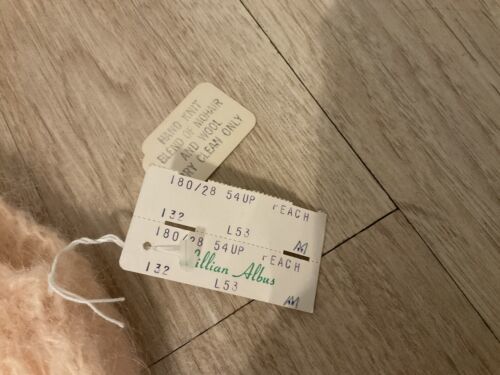 HAND KNIT
BLEND OF MOHAIR
AND WOOL
DRY CLEAN ONLY
180/28 54UP PEACH
132 L53 M
180/28 54UP PEACH
Lillian Albus
132 L53
M